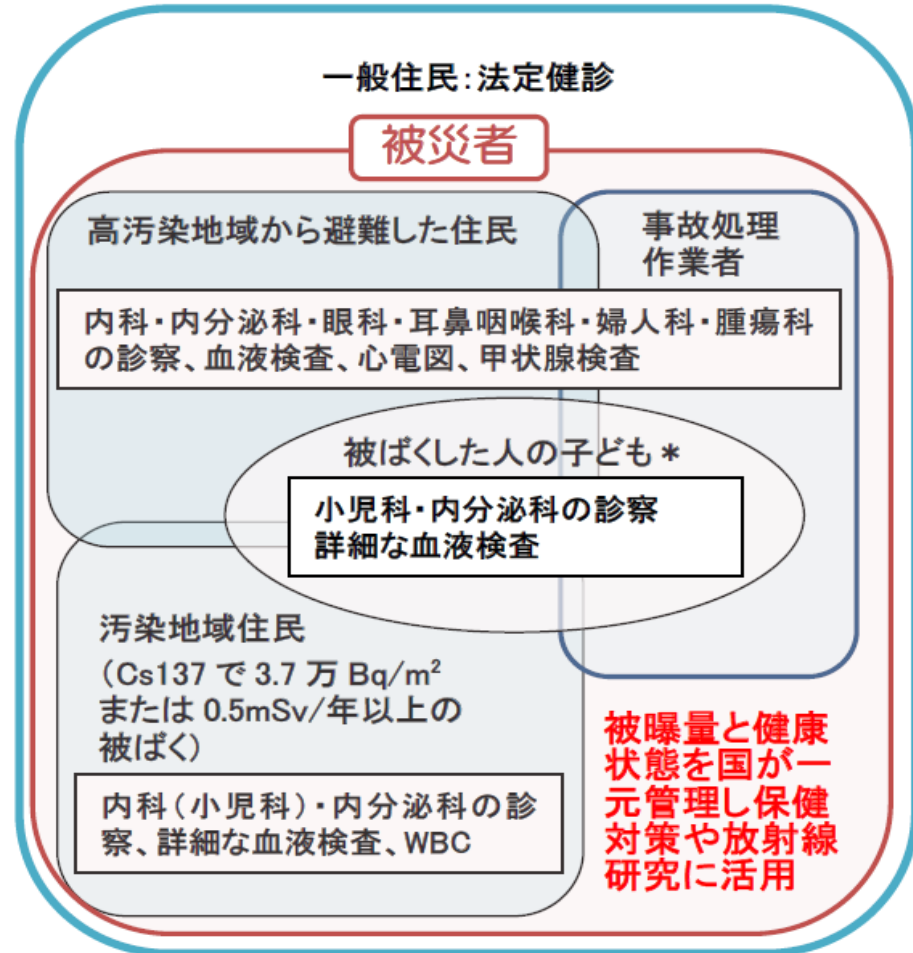 一般住民：法定健診
被災者
高汚染地域から避難した住民
事故処理
作業者
内科・内分泌科・眼科・耳鼻咽喉科・婦人科・腫瘍科
の診察、血液検査、心電図、甲状腺検査
被ばくした人の子ども＊
小児科・内分泌科の診察
詳細な血液検査
汚染地域住民
（Cs137 で 3.7 万 Bq/m²
または 0.5mSv/年以上の
被ばく）
内科（小児科）・内分泌科の診
察、詳細な血液検査、WBC
被曝量と健康
状態を国が一
元管理し保健
対策や放射線
研究に活用